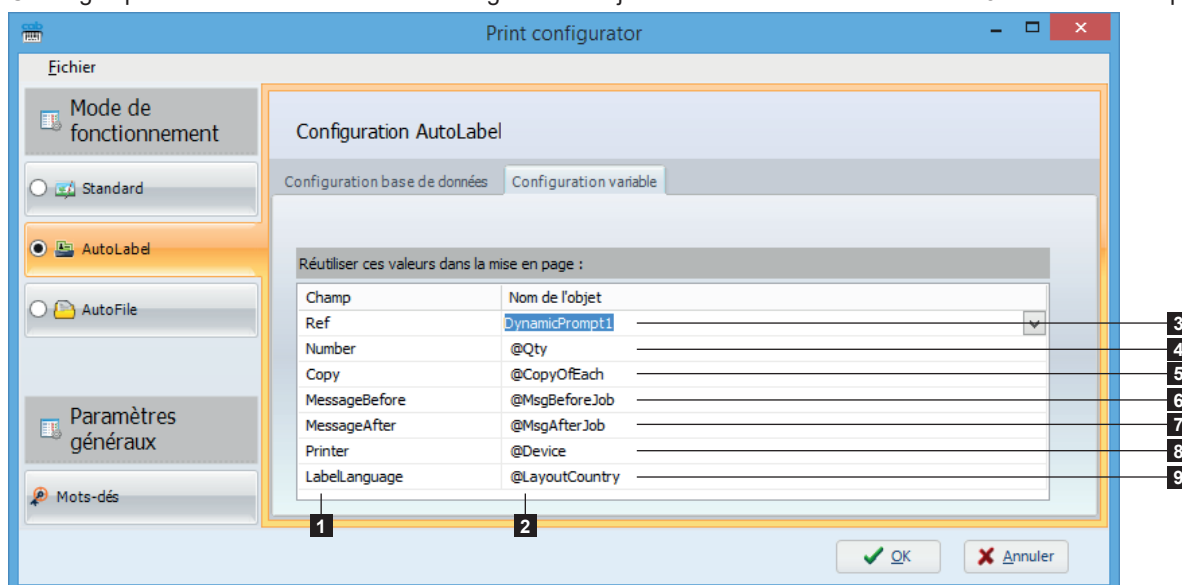 Print configurator
Fichier
Mode de
fonctionnement
Standard
AutoLabel
AutoFile
Paramètres
généraux
Mots-clés
Configuration AutoLabel
Configuration base de données
Configuration variable
Réutiliser ces valeurs dans la mise en page :
Champ Nom de l'objet
Ref DynamicPrompt1 3
Number @Qty 4
Copy @CopyOfEach 5
MessageBefore @MsgBeforeJob 6
MessageAfter @MsgAfterJob 7
Printer @Device 8
LabelLanguage @LayoutCountry 9
1 2
OK
Annuler